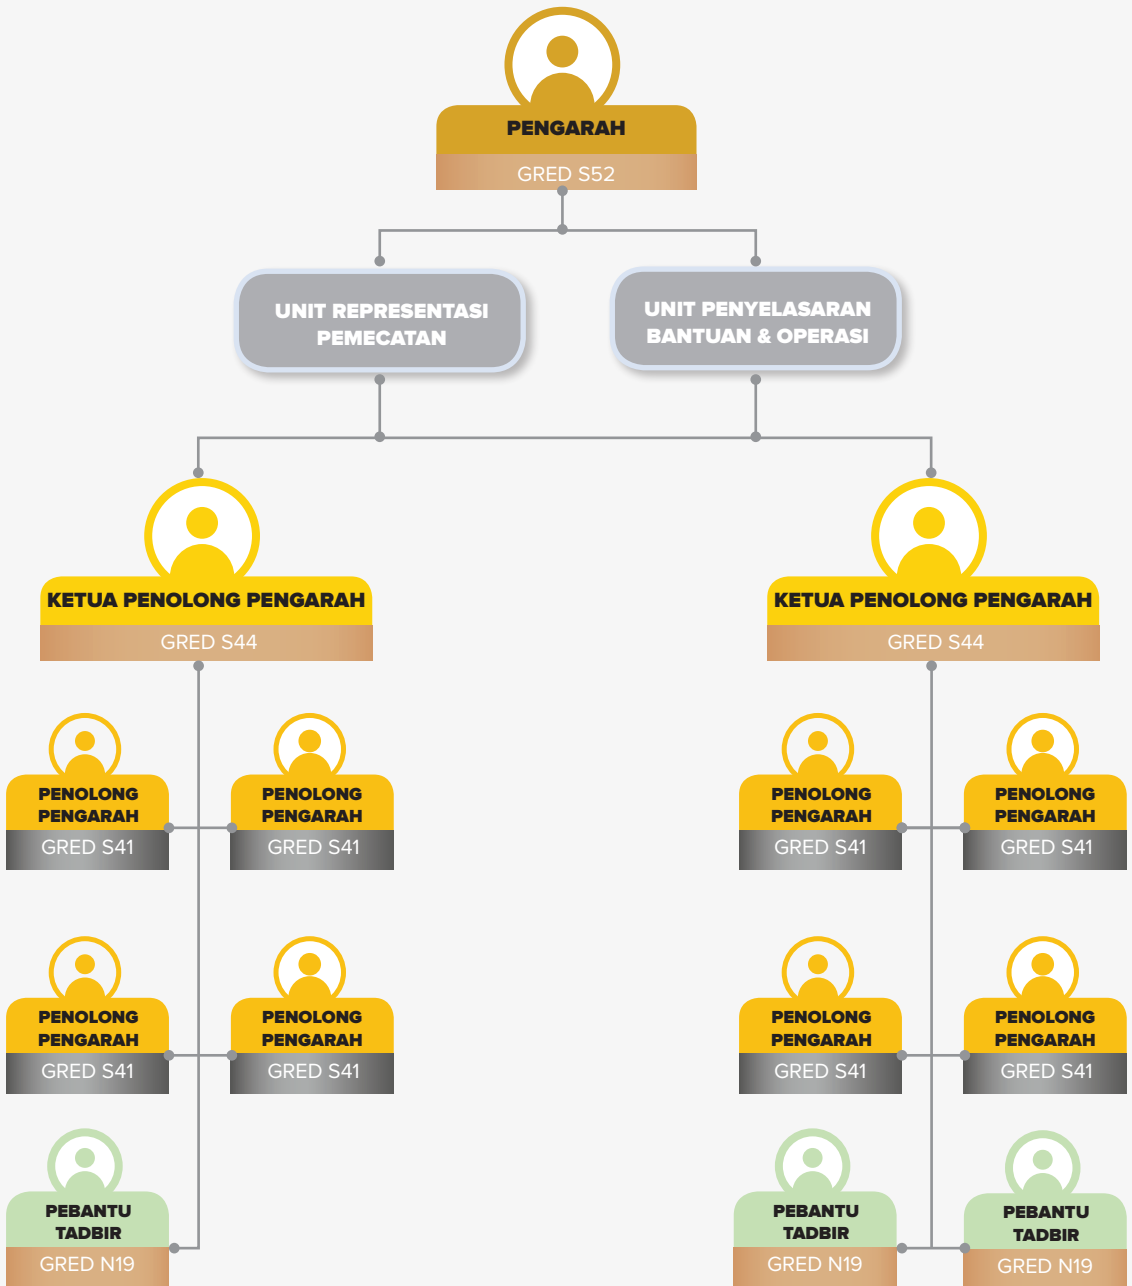 PENGARAH
GRED S52
UNIT REPRESENTASI
PEMECATAN
UNIT PENYELASARAN
BANTUAN & OPERASI
KETUA PENOLONG PENGARAH
GRED S44
KETUA PENOLONG PENGARAH
GRED S44
PENOLONG
PENGARAH
GRED S41
PENOLONG
PENGARAH
GRED S41
PENOLONG
PENGARAH
GRED S41
PENOLONG
PENGARAH
GRED S41
PENOLONG
PENGARAH
GRED S41
PENOLONG
PENGARAH
GRED S41
PENOLONG
PENGARAH
GRED S41
PENOLONG
PENGARAH
GRED S41
PEBANTU
TADBIR
GRED N19
PEBANTU
TADBIR
GRED N19
PEBANTU
TADBIR
GRED N19